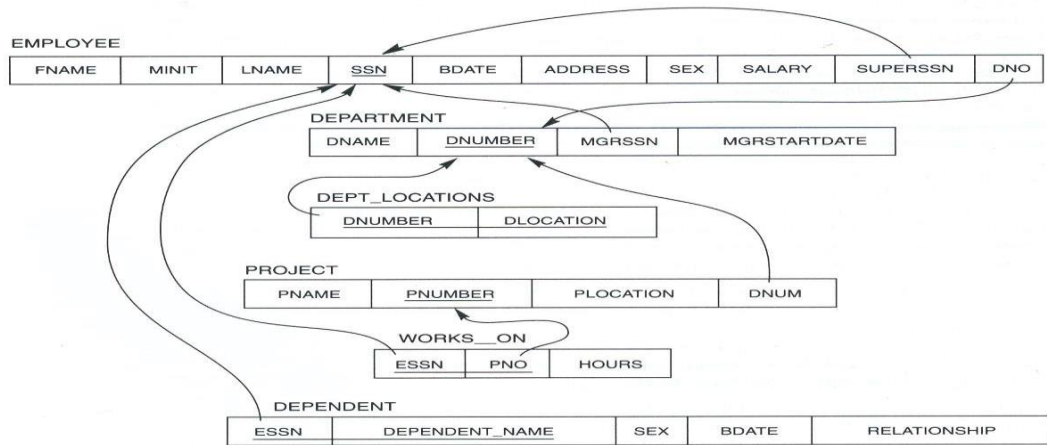 EMPLOYEE
FNAME MINIT LNAME SSN BDATE ADDRESS SEX SALARY SUPERSSN DNO
DEPARTMENT
DNAME DNUMBER MGRSSN MGRSTARTDATE
DEPT_LOCATIONS
DNUMBER DLOCATION
PROJECT
PNAME PNUMBER PLOCATION DNUM
WORKS_ON
ESSN PNO HOURS
DEPENDENT
ESSN DEPENDENT_NAME SEX BDATE RELATIONSHIP